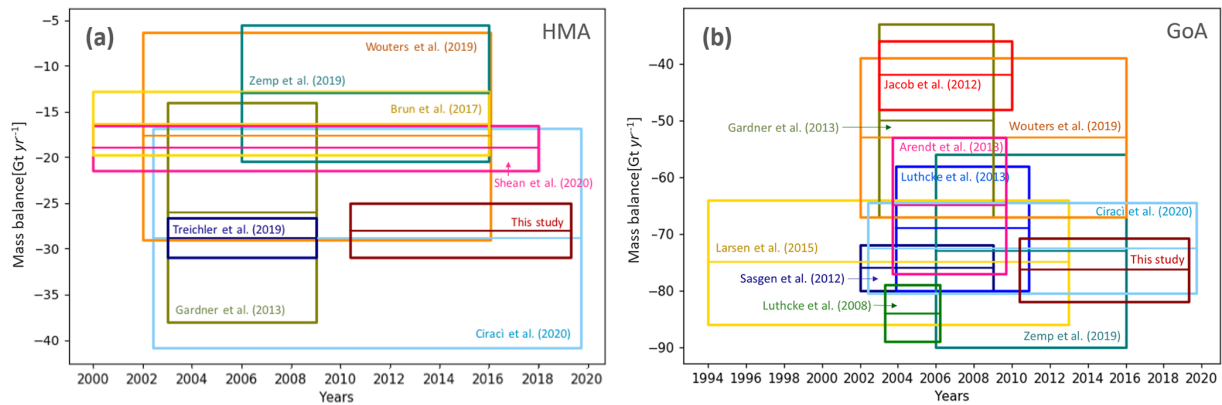 (a)
HMA
Mass balance[Gt yr⁻¹]
−5
−10
−15
−20
−25
−30
−35
−40
Wouters et al. (2019)
Zemp et al. (2019)
Brun et al. (2017)
Shean et al. (2020)
Treichler et al. (2019)
This study
Gardner et al. (2013)
Ciracì et al. (2020)
2000 2002 2004 2006 2008 2010 2012 2014 2016 2018 2020
Years
(b)
GoA
Mass balance[Gt yr⁻¹]
−40
−50
−60
−70
−80
−90
Jacob et al. (2012)
Gardner et al. (2013)
Wouters et al. (2019)
Arendt et al. (2013)
Luthcke et al. (2013)
Ciracì et al. (2020)
Larsen et al. (2015)
This study
Sasgen et al. (2012)
Luthcke et al. (2008)
Zemp et al. (2019)
1994 1996 1998 2000 2002 2004 2006 2008 2010 2012 2014 2016 2018 2020
Years